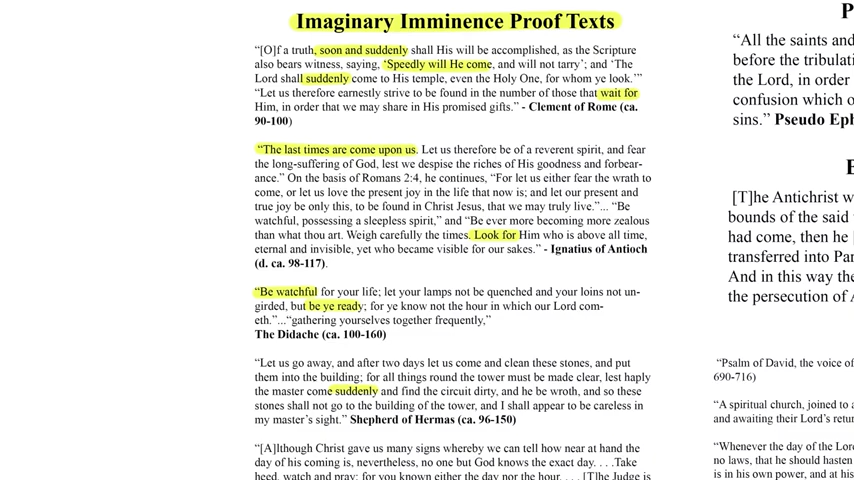 Imaginary Imminence Proof Texts
“[O]f a truth, soon and suddenly shall His will be accomplished, as the Scripture
also bears witness, saying, ‘Speedly will He come, and will not tarry’; and ‘The
Lord shall suddenly come to His temple, even the Holy One, for whom ye look.’”
“Let us therefore earnestly strive to be found in the number of those that wait for
Him, in order that we may share in His promised gifts.” - Clement of Rome (ca.
90-100)
“The last times are come upon us. Let us therefore be of a reverent spirit, and fear
the long-suffering of God, lest we despise the riches of His goodness and forbear-
ance.” On the basis of Romans 2:4, he continues, “For let us either fear the wrath to
come, or let us love the present joy in the life that now is; and let our present and
true joy be only this, to be found in Christ Jesus, that we may truly live.”... “Be
watchful, possessing a sleepless spirit,” and “Be ever more becoming more zealous
than what thou art. Weigh carefully the times. Look for Him who is above all time,
eternal and invisible, yet who became visible for our sakes.” - Ignatius of Antioch
(d. ca. 98-117).
“Be watchful for your life; let your lamps not be quenched and your loins not un-
girded, but be ye ready; for ye know not the hour in which our Lord com-
eth.”...“gathering yourselves together frequently,”
The Didache (ca. 100-160)
“Let us go away, and after two days let us come and clean these stones, and put
them into the building; for all things round the tower must be made clear, lest haply
the master come suddenly and find the circuit dirty, and he be wroth, and so these
stones shall not go to the building of the tower, and I shall appear to be careless in
my master’s sight.” Shepherd of Hermas (ca. 96-150)
“[A]lthough Christ gave us many signs whereby we can tell how near at hand the
day of his coming is, nevertheless, no one but God knows the exact day. . . .Take
heed, watch and pray; for you known either the day nor the hour. . . . [T]he Judge is
P
“All the saints and
before the tribulati
the Lord, in order
confusion which o
sins.” Pseudo Eph
E
[T]he Antichrist w
bounds of the said
had come, then he
transferred into Par
And in this way the
the persecution of A
“Psalm of David, the voice of
690-716)
“A spiritual church, joined to a
and awaiting their Lord’s retur
“Whenever the day of the Lord
no laws, that he should hasten
is in his own power, and at his